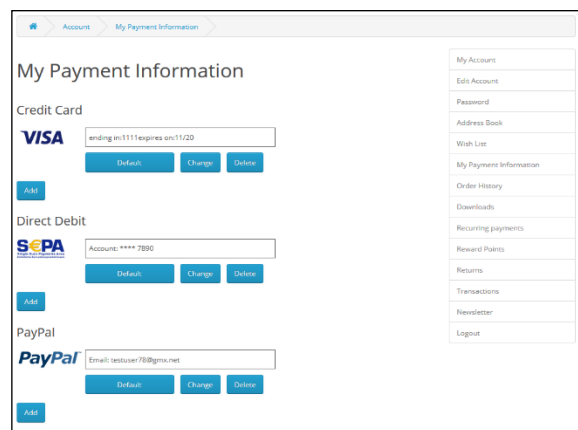 Account
My Payment Information
My Payment Information
Credit Card
VISA
ending in:1111expires on:11/20
Default
Change
Delete
Add
Direct Debit
S€PA
Account: **** 7890
Default
Change
Delete
Add
PayPal
PayPal
Email: testuser78@gmx.net
Default
Change
Delete
Add
My Account
Edit Account
Password
Address Book
Wish List
My Payment Information
Order History
Downloads
Recurring payments
Reward Points
Returns
Transactions
Newsletter
Logout